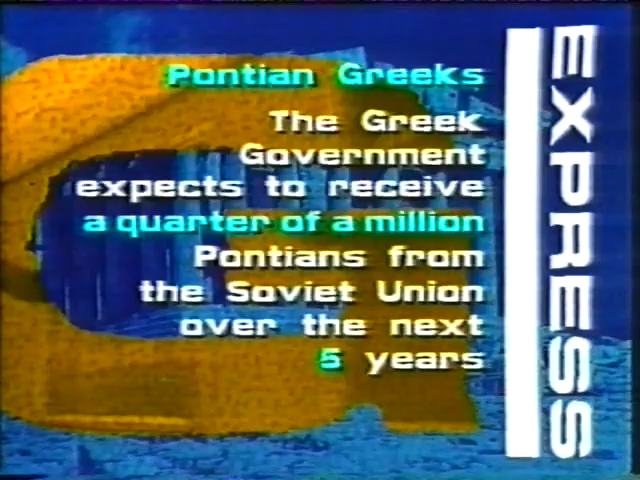 Pontian Greeks
The Greek
Government
expects to receive
a quarter of a million
Pontians from
the Soviet Union
over the next
5 years
EXPRESS